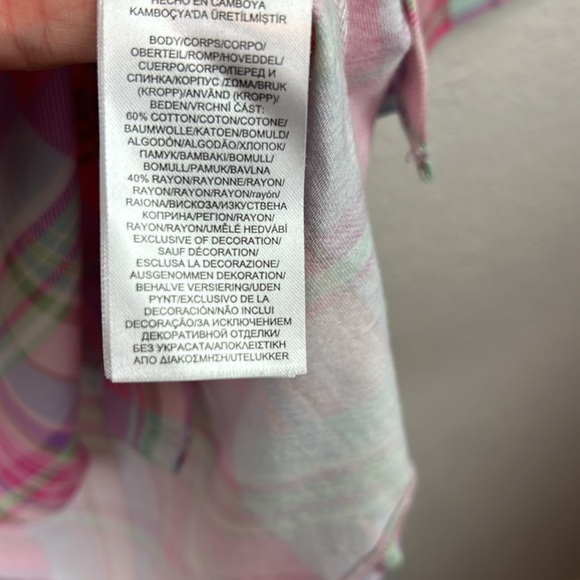 HECHO EN CAMBOYA
KAMBOÇYA'DA ÜRETİLMİŞTİR
BODY/CORPS/CORPO/
OBERTEIL/ROMP/HOVEDDEL/
CUERPO/CORPO/ПЕРЕД И
СПИНКА/КОРПУС /ΣΩΜΑ/BRUK
(KROPP)/ANVÄND (KROPP)/
BEDEN/VRCHNÍ ČÁST:
60% COTTON/COTON/COTONE/
BAUMWOLLE/KATOEN/BOMULD/
ALGODÓN/ALGODÃO/ХЛОПОК/
ПАМУК/ΒΑΜΒΑΚΙ/BOMULL/
BOMULL/PAMUK/BAVLNA
40% RAYON/RAYONNE/RAYON/
RAYON/RAYON/RAYON/rayón/
RAIONA/ВИСКОЗА/ИЗКУСТВЕНА
КОПРИНА/ΡΕΓΙΟΝ/RAYON/
RAYON/RAYON/UMĚLÉ HEDVÁBÍ
EXCLUSIVE OF DECORATION/
SAUF DÉCORATION/
ESCLUSA LA DECORAZIONE/
AUSGENOMMEN DEKORATION/
BEHALVE VERSIERING/UDEN
PYNT/EXCLUSIVO DE LA
DECORACIÓN/NÃO INCLUI
DECORAÇÃO/ЗА ИСКЛЮЧЕНИЕМ
ДЕКОРАТИВНОЙ ОТДЕЛКИ/
БЕЗ УКРАСАТА/ΑΠΟΚΛΕΙΣΤΙΚΗ
ΑΠΟ ΔΙΑΚΟΣΜΗΣΗ/UTELUKKER